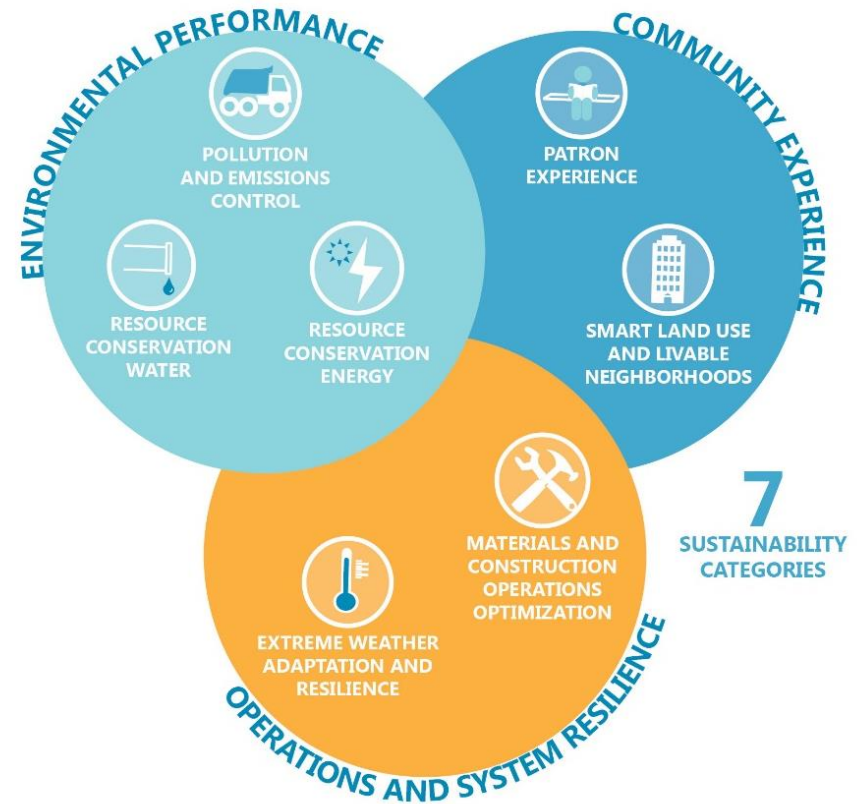 ENVIRONMENTAL PERFORMANCE
POLLUTION
AND EMISSIONS
CONTROL
RESOURCE
CONSERVATION
WATER
RESOURCE
CONSERVATION
ENERGY
COMMUNITY EXPERIENCE
PATRON
EXPERIENCE
SMART LAND USE
AND LIVABLE
NEIGHBORHOODS
MATERIALS AND
CONSTRUCTION
OPERATIONS
OPTIMIZATION
EXTREME WEATHER
ADAPTATION AND
RESILIENCE
OPERATIONS AND SYSTEM RESILIENCE
7
SUSTAINABILITY
CATEGORIES